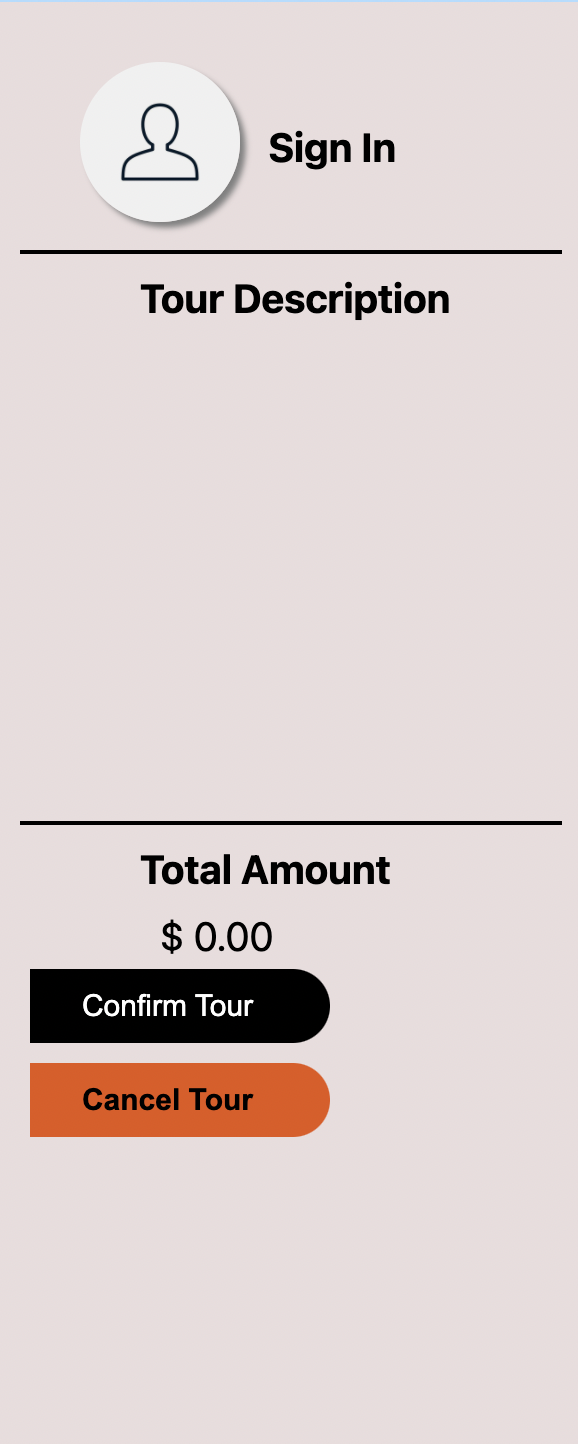 Sign In
Tour Description
Total Amount
$ 0.00
Confirm Tour
Cancel Tour